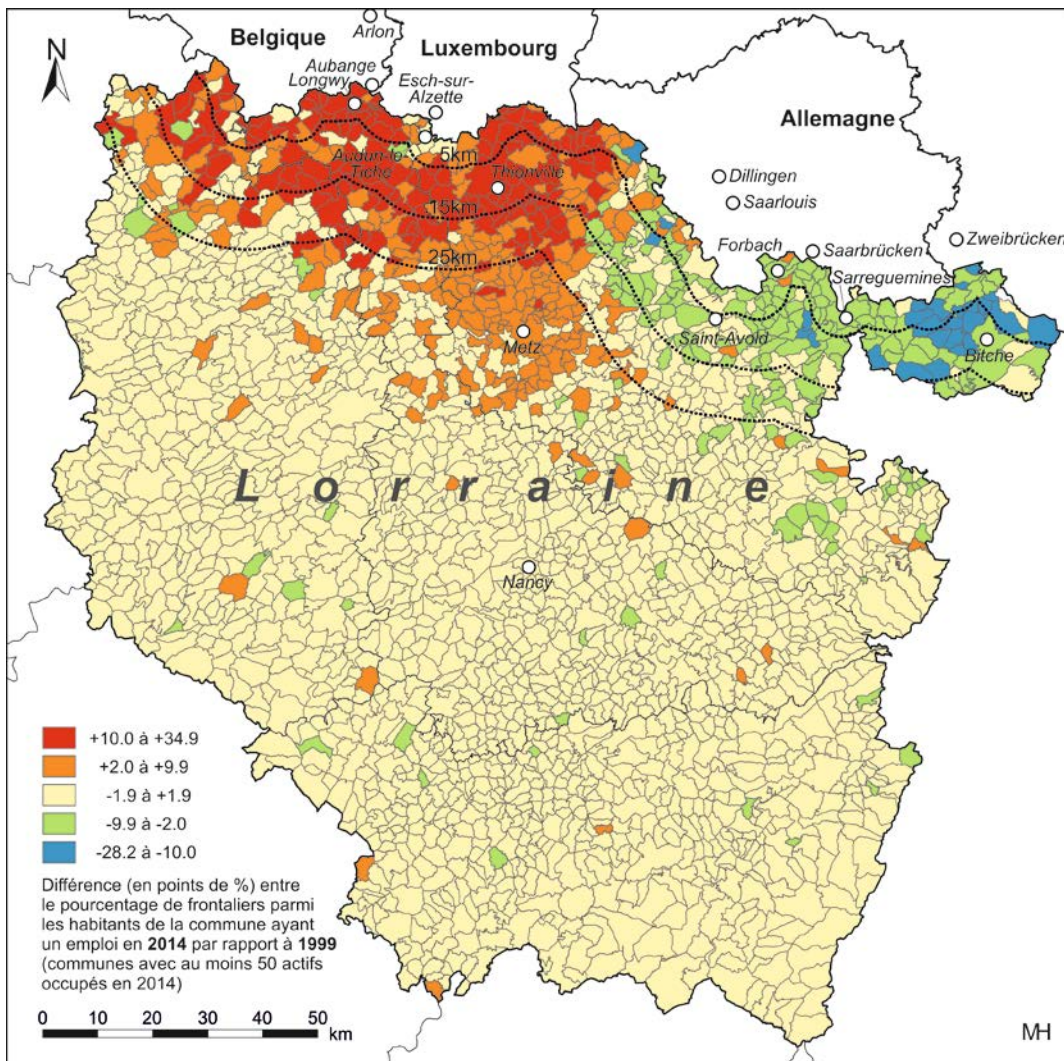 N
Belgique
Arlon
Luxembourg
Aubange
Longwy
Esch-sur-
Alzette
Allemagne
Audun-le-
Tiche
5km
Thionville
Dillingen
Saarlouis
15km
25km
Forbach
Saarbrücken
Zweibrücken
Sarreguemines
Saint-Avold
Metz
Bitche
Lorraine
Nancy
+10.0 à +34.9
+2.0 à +9.9
-1.9 à +1.9
-9.9 à -2.0
-28.2 à -10.0
Différence (en points de %) entre
le pourcentage de frontaliers parmi
les habitants de la commune ayant
un emploi en 2014 par rapport à 1999
(communes avec au moins 50 actifs
occupés en 2014)
0 10 20 30 40 50
km
MH